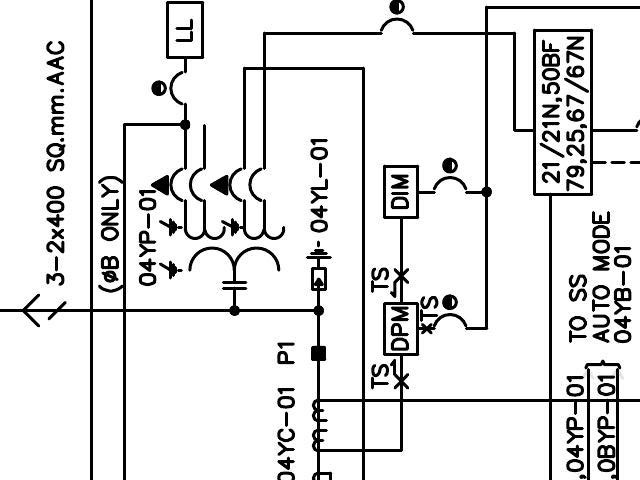 3-2x400 SQ.mm.AAC
(øB ONLY)
04YP-01
LL
04YL-01
DIM
TS
DPM
TS
TS
P1
04YC-01
21/21N,50BF
79,25,67/67N
TO SS
AUTO MODE
04YB-01
,04YP-01
,0BYP-01